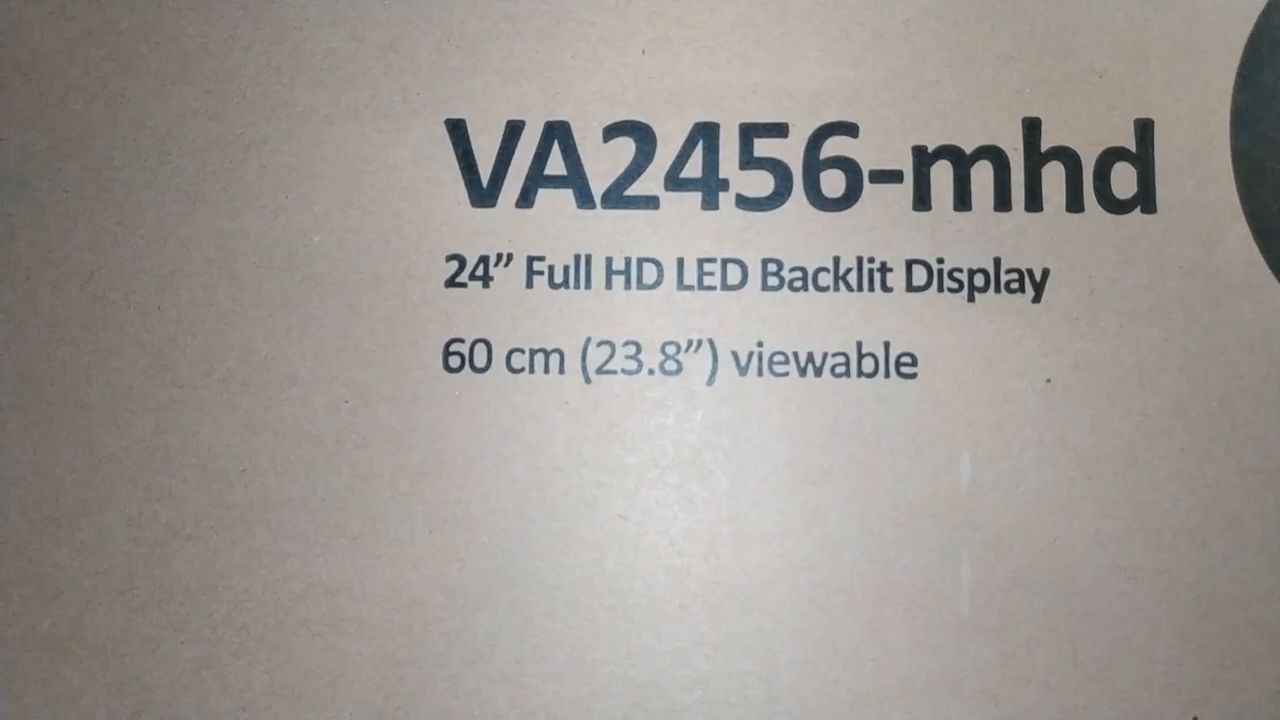 VA2456-mhd
24” Full HD LED Backlit Display
60 cm (23.8”) viewable